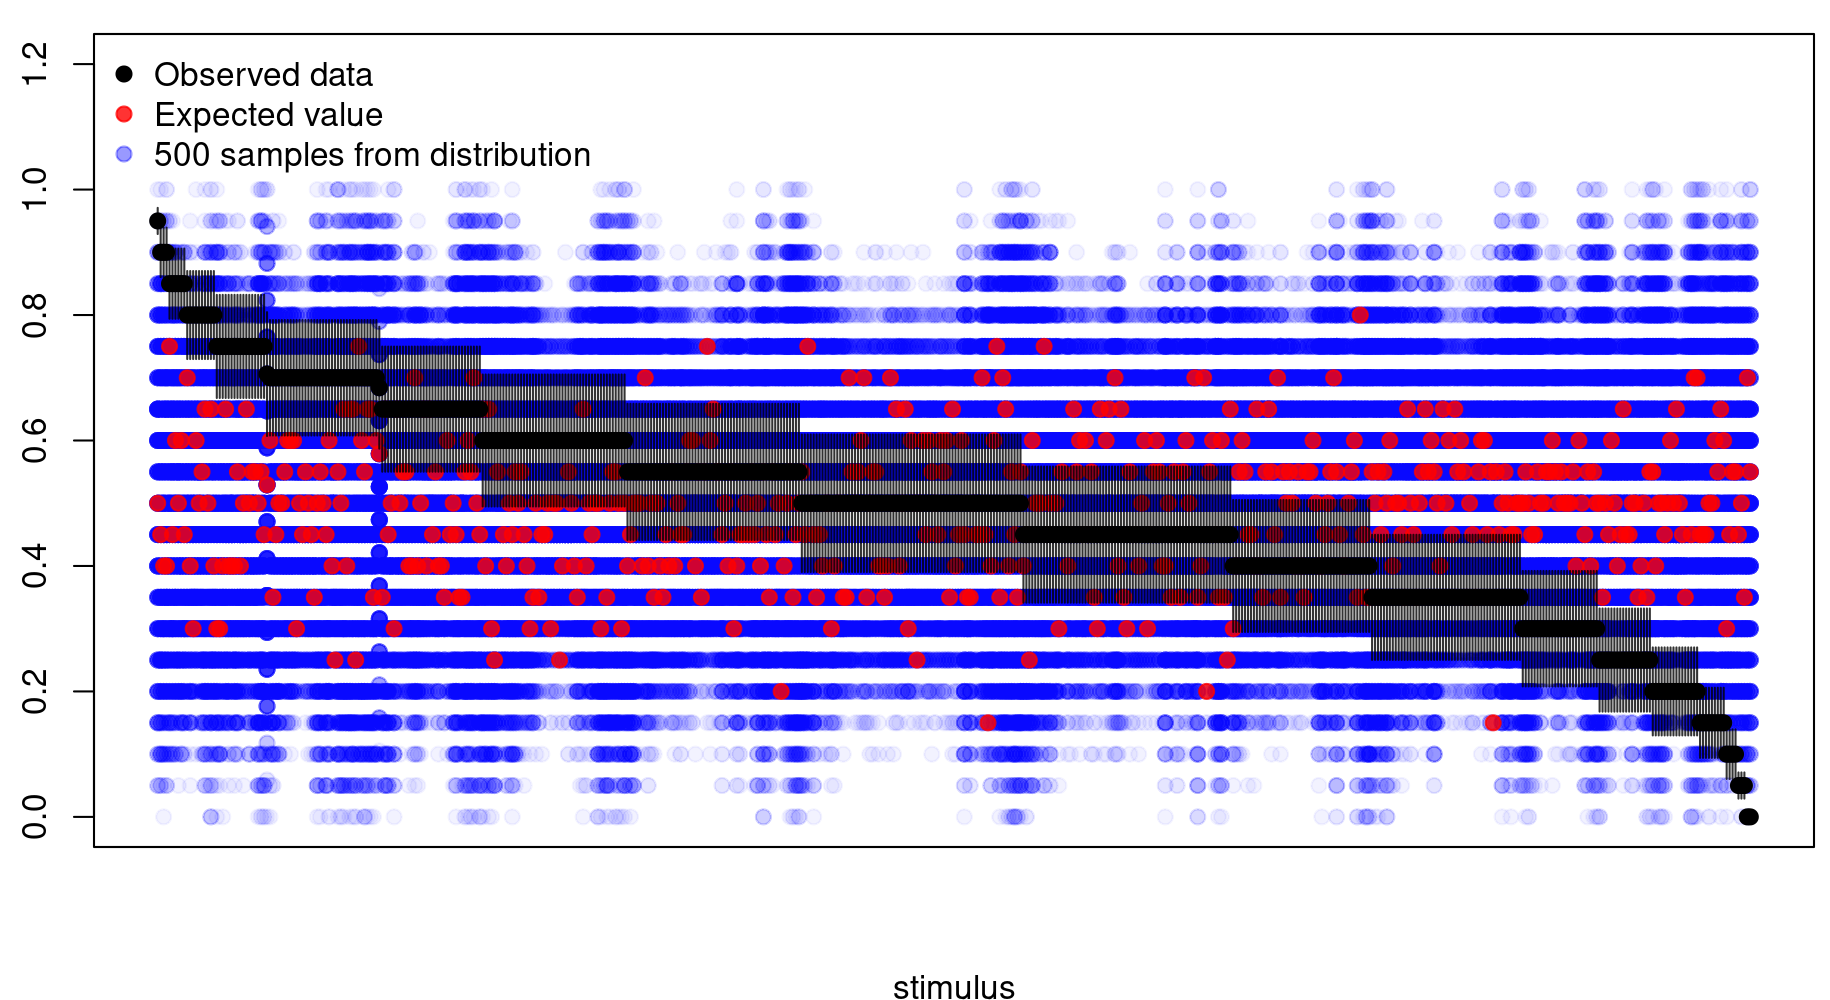 1.2
1.0
0.8
0.6
0.4
0.2
0.0
Observed data
Expected value
500 samples from distribution
stimulus